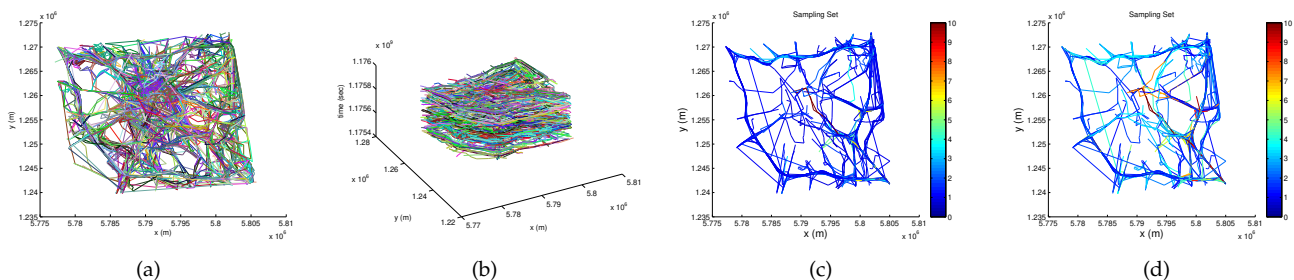 x 10⁶
1.275
1.27
1.265
1.26
1.255
1.25
1.245
1.24
1.235
y (m)
5.775 5.78 5.785 5.79 5.795 5.8 5.805 5.81
x (m)
x 10⁶
(a)
x 10⁹
1.176
1.1758
1.1756
1.1754
time (sec)
1.28
1.26
1.24
1.22
x 10⁶
y (m)
5.77
5.78
5.79
5.8
5.81
x 10⁶
x (m)
(b)
Sampling Set
x 10⁶
1.275
1.27
1.265
1.26
1.255
1.25
1.245
1.24
1.235
y (m)
5.775 5.78 5.785 5.79 5.795 5.8 5.805 5.81
x (m)
x 10⁶
10
9
8
7
6
5
4
3
2
1
0
(c)
Sampling Set
x 10⁶
1.275
1.27
1.265
1.26
1.255
1.25
1.245
1.24
1.235
y (m)
5.775 5.78 5.785 5.79 5.795 5.8 5.805 5.81
x (m)
x 10⁶
10
9
8
7
6
5
4
3
2
1
0
(d)